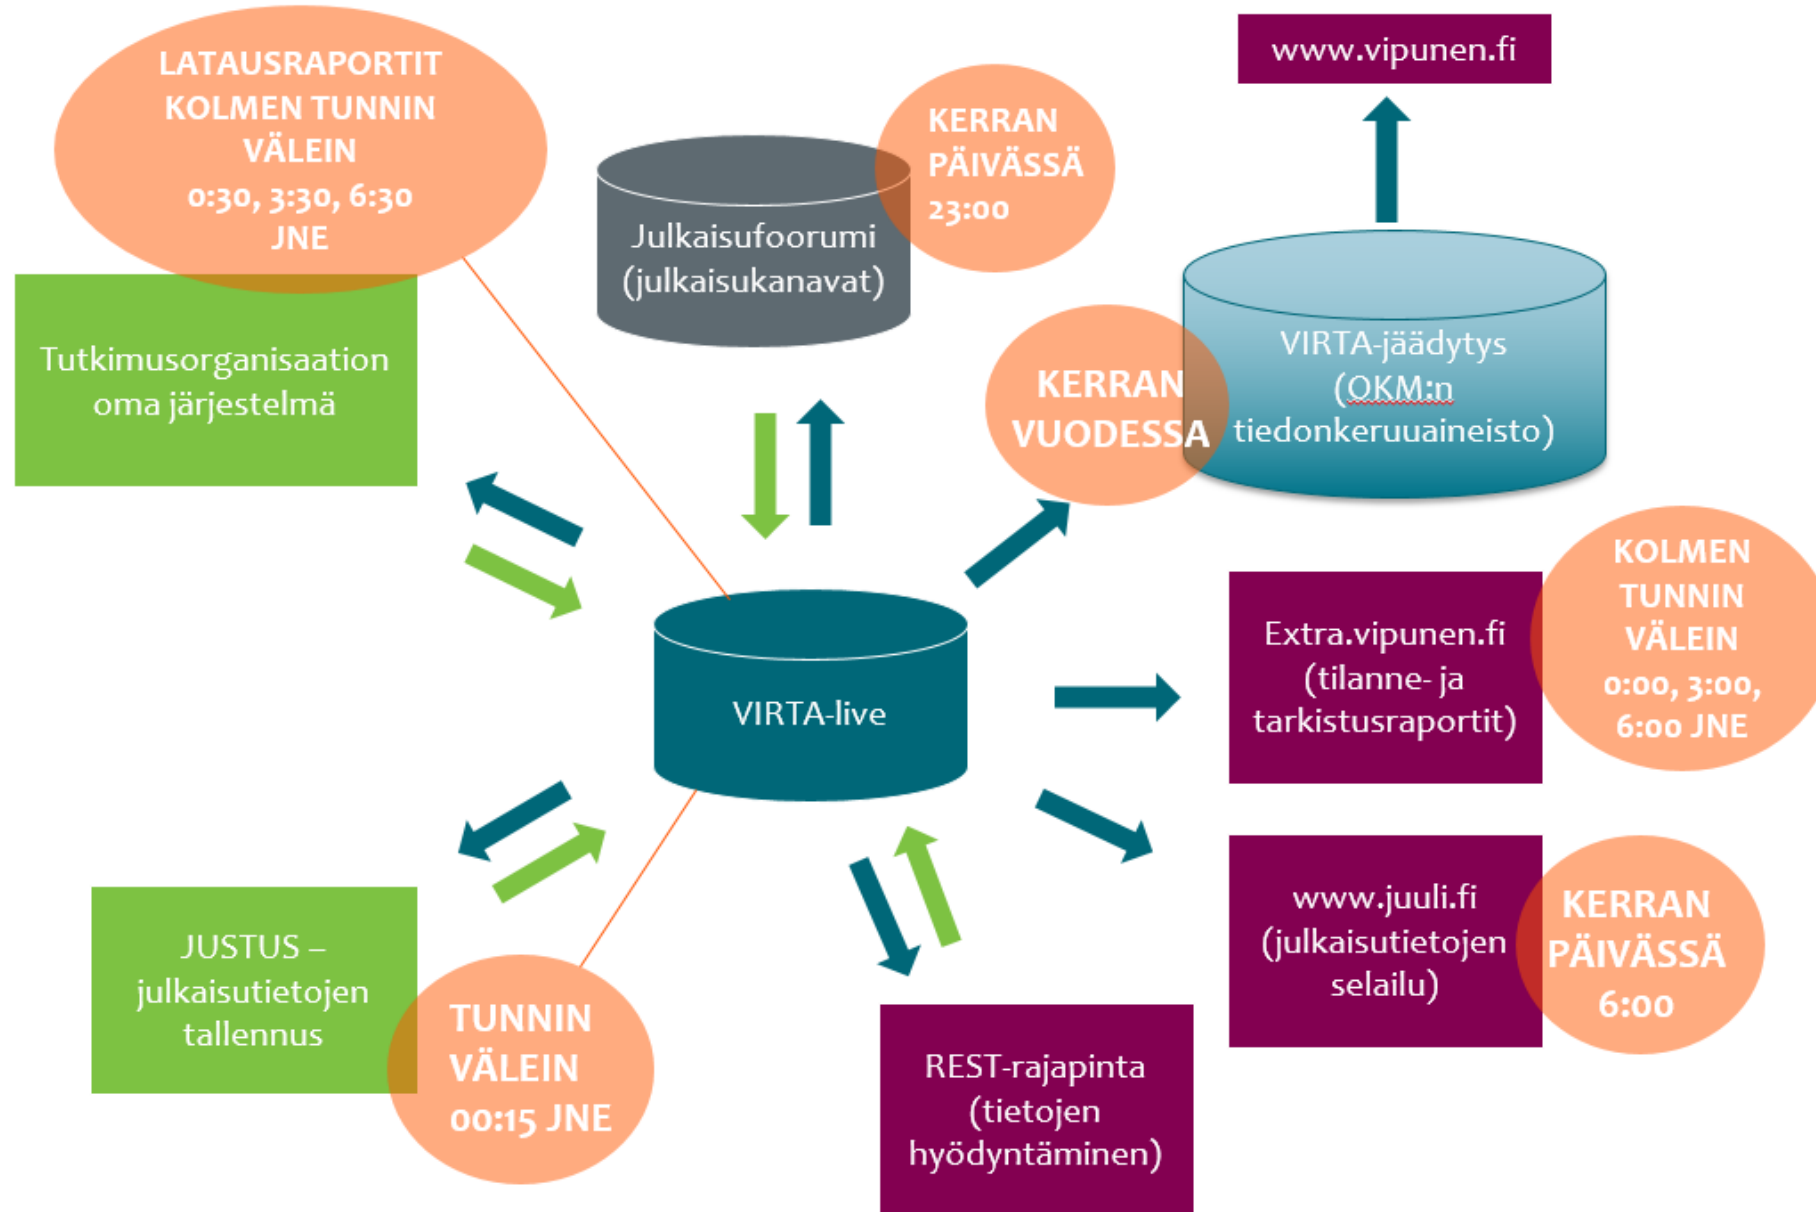 LATAUSRAPORTIT
KOLMEN TUNNIN
VÄLEIN
0:30, 3:30, 6:30
JNE
Tutkimusorganisaation
oma järjestelmä
KERRAN
PÄIVÄSSÄ
23:00
Julkaisufoorumi
(julkaisukanavat)
www.vipunen.fi
VIRTA-jäädytys
(OKM:n
tiedonkeruuaineisto)
KERRAN
VUODESSA
VIRTA-live
Extra.vipunen.fi
(tilanne- ja
tarkistusraportit)
KOLMEN
TUNNIN
VÄLEIN
0:00, 3:00,
6:00 JNE
www.juuli.fi
(julkaisutietojen
selailu)
KERRAN
PÄIVÄSSÄ
6:00
JUSTUS –
julkaisutietojen
tallennus
TUNNIN
VÄLEIN
00:15 JNE
REST-rajapinta
(tietojen
hyödyntäminen)